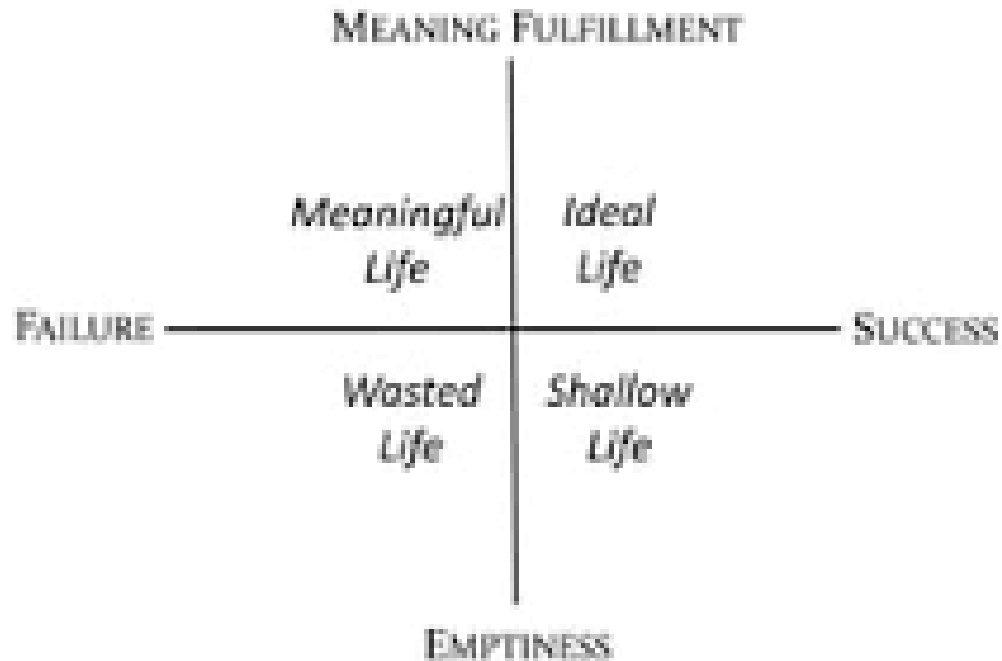 MEANING FULFILLMENT
Meaningful
Life
Ideal
Life
FAILURE
SUCCESS
Wasted
Life
Shallow
Life
EMPTINESS